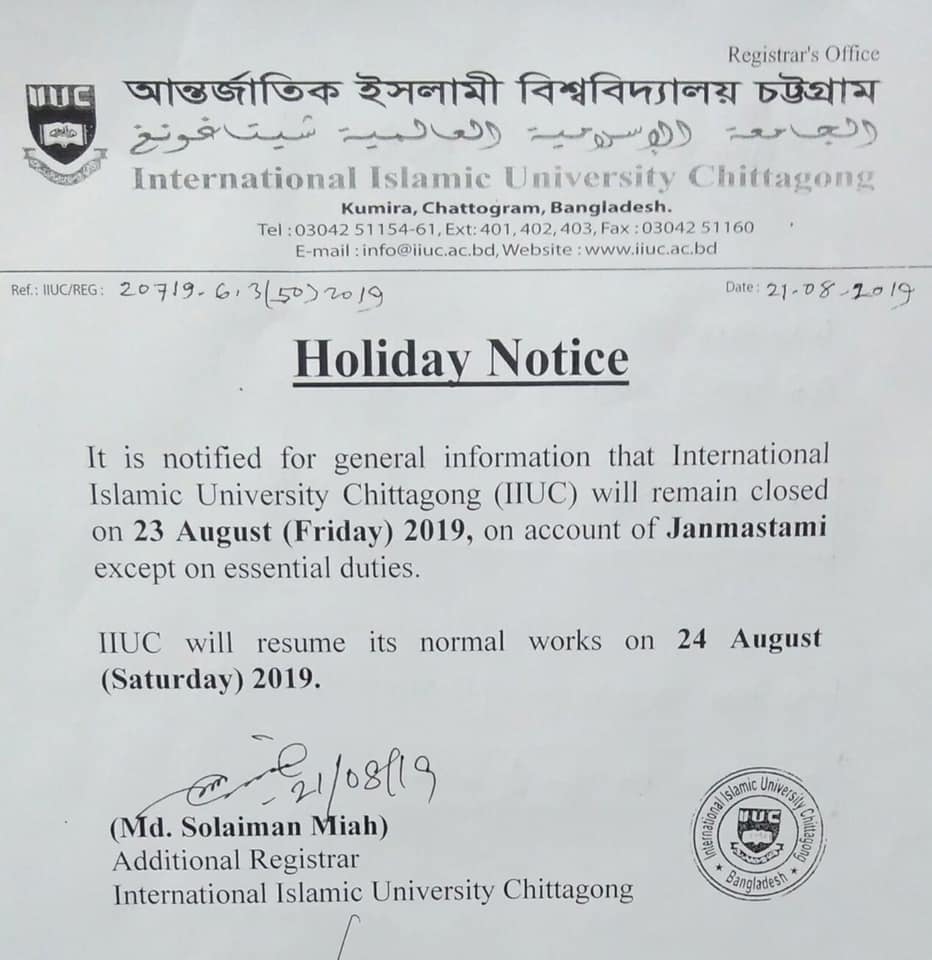 Registrar's Office
IIUC
আন্তর্জাতিক ইসলামী বিশ্ববিদ্যালয় চট্টগ্রাম
الجامعة الإسلامية العالمية شيتاغونغ
International Islamic University Chittagong
Kumira, Chattogram, Bangladesh.
Tel : 03042 51154-61, Ext: 401, 402, 403, Fax : 03042 51160
E-mail : info@iiuc.ac.bd, Website : www.iiuc.ac.bd
Ref.: IIUC/REG: 20719-6.3(50)2019 Date: 21-08-2019
Holiday Notice
It is notified for general information that International
Islamic University Chittagong (IIUC) will remain closed
on 23 August (Friday) 2019, on account of Janmastami
except on essential duties.
IIUC will resume its normal works on 24 August
(Saturday) 2019.
21/08/19
(Md. Solaiman Miah)
Additional Registrar
International Islamic University Chittagong
International Islamic University Chittagong
IIUC
Bangladesh